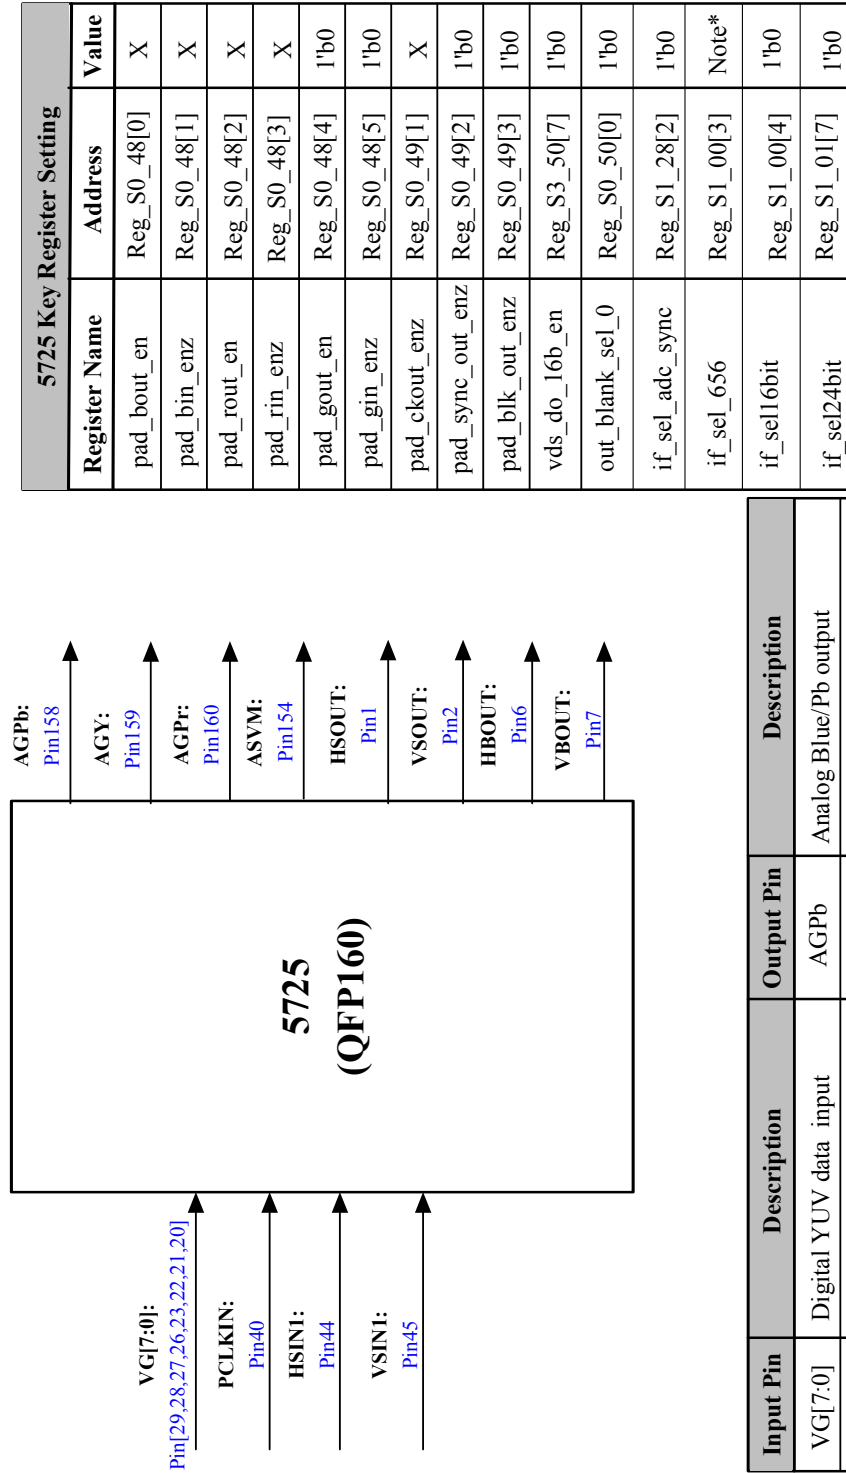 VG[7:0]:
Pin[29,28,27,26,23,22,21,20]
PCLKIN:
Pin40
HSIN1:
Pin44
VSIN1:
Pin45
5725
(QFP160)
AGPb:
Pin158
AGY:
Pin159
AGPr:
Pin160
ASVM:
Pin154
HSOUT:
Pin1
VSOUT:
Pin2
HBOUT:
Pin6
VBOUT:
Pin7
5725 Key Register Setting
Register Name Address Value
pad_bout_en Reg_S0_48[0] X
pad_bin_enz Reg_S0_48[1] X
pad_rout_en Reg_S0_48[2] X
pad_rin_enz Reg_S0_48[3] X
pad_gout_en Reg_S0_48[4] 1'b0
pad_gin_enz Reg_S0_48[5] 1'b0
pad_ckout_enz Reg_S0_49[1] X
pad_sync_out_enz Reg_S0_49[2] 1'b0
pad_blk_out_enz Reg_S0_49[3] 1'b0
vds_do_16b_en Reg_S3_50[7] 1'b0
out_blank_sel_0 Reg_S0_50[0] 1'b0
if_sel_adc_sync Reg_S1_28[2] 1'b0
if_sel_656 Reg_S1_00[3] Note*
if_sel16bit Reg_S1_00[4] 1'b0
if_sel24bit Reg_S1_01[7] 1'b0
Input Pin Description Output Pin Description
VG[7:0] Digital YUV data input AGPb Analog Blue/Pb output